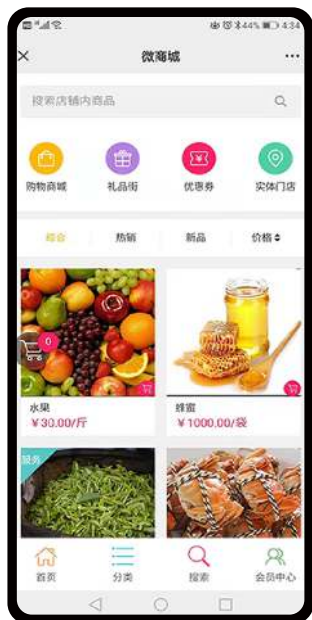 44% 4:34
微商城
搜索店铺内商品
购物商城 礼品街 优惠券 实体门店
综合 热销 新品 价格
0
水果 蜂蜜
¥30.00/斤 ¥1000.00/袋
服务
首页 分类 搜索 会员中心